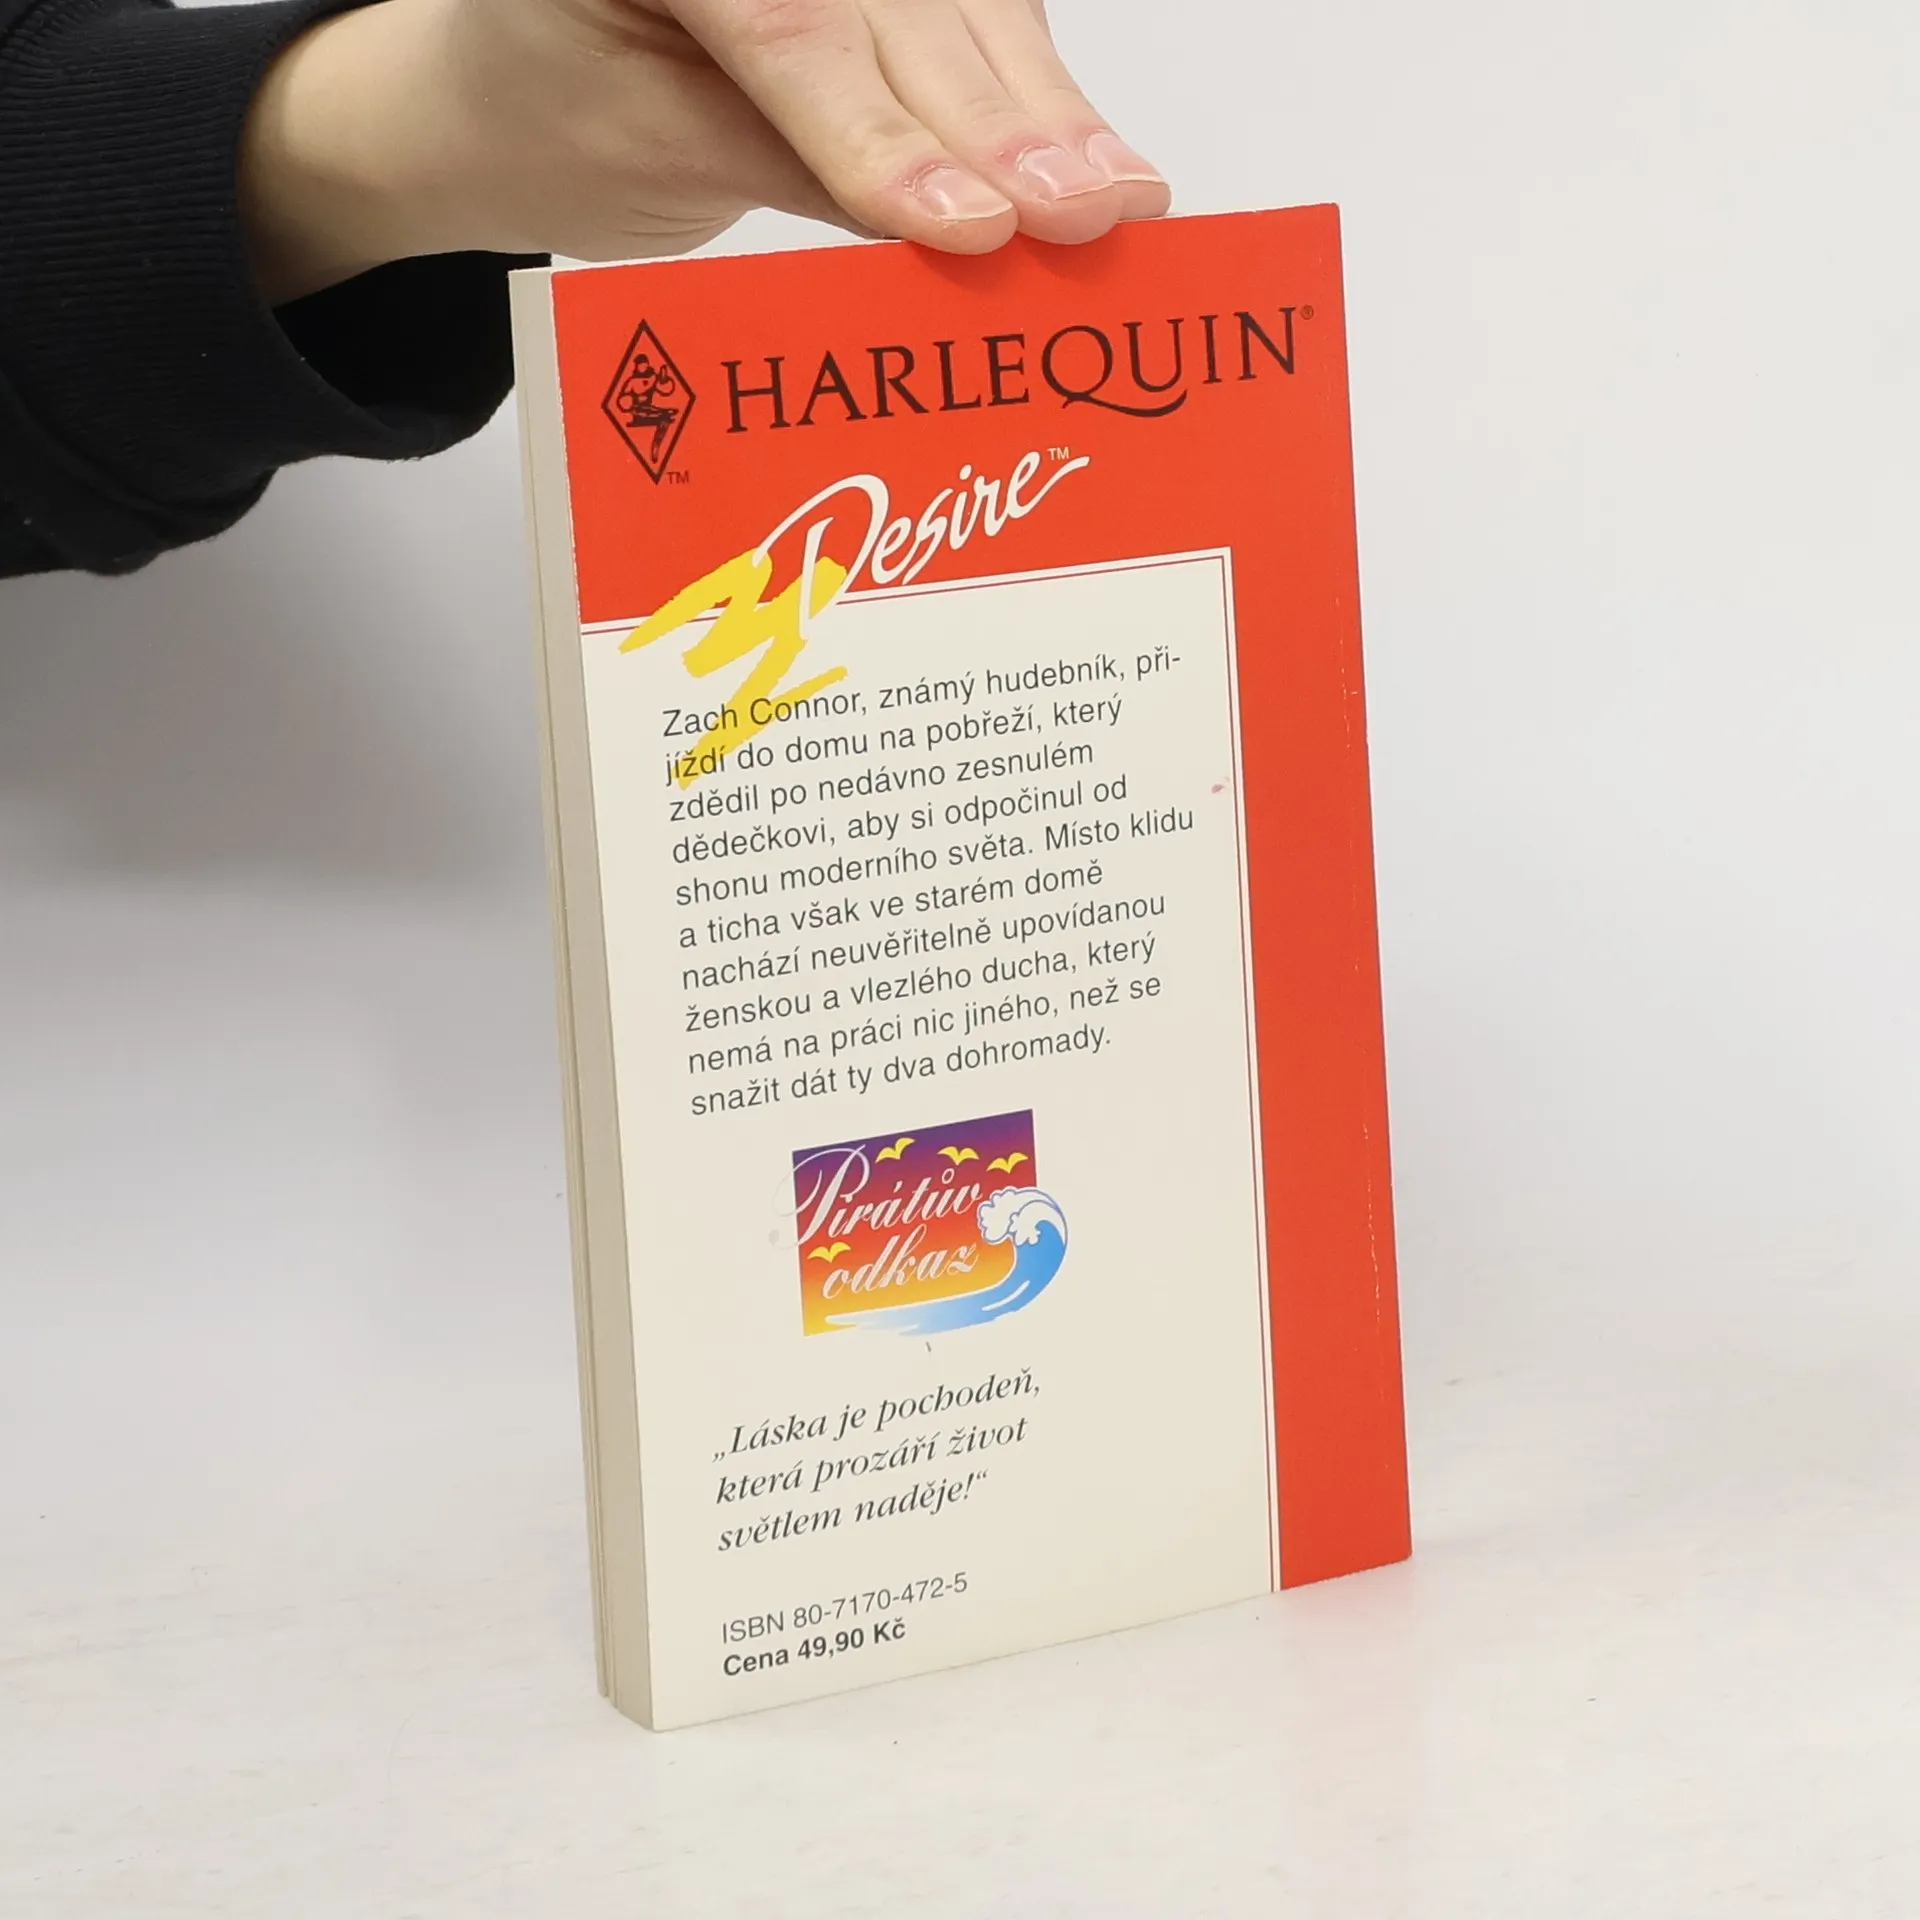 HARLEQUIN®
TM
Desire™
Zach Connor, známý hudebník, při-
jíždí do domu na pobřeží, který
zdědil po nedávno zesnulém
dědečkovi, aby si odpočinul od
shonu moderního světa. Místo klidu
a ticha však ve starém domě
nachází neuvěřitelně upovídanou
ženskou a vlezlého ducha, který
nemá na práci nic jiného, než se
snažit dát ty dva dohromady.
Pirátův
odkaz
„Láska je pochodeň,
která prozáří život
světlem naděje!“
ISBN 80-7170-472-5
Cena 49,90 Kč